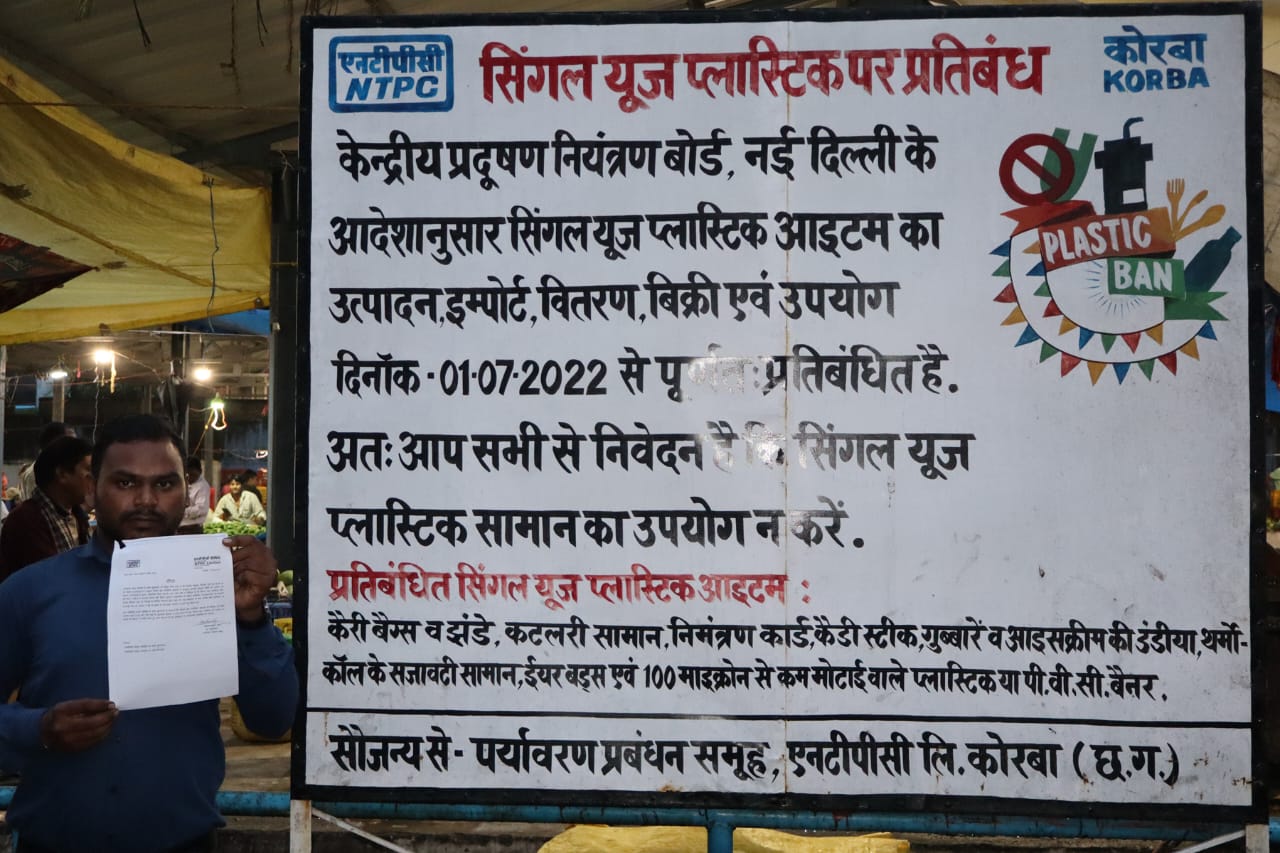 एनटीपीसी
NTPC
सिंगल यूज प्लास्टिक पर प्रतिबंध
कोरबा
KORBA
केन्द्रीय प्रदूषण नियंत्रण बोर्ड, नई दिल्ली के
आदेशानुसार सिंगल यूज प्लास्टिक आइटम का
उत्पादन, इम्पोर्ट, वितरण, बिक्री एवं उपयोग
दिनॉक - 01-07-2022 से पूर्णतः प्रतिबंधित है.
अतः आप सभी से निवेदन है कि सिंगल यूज
प्लास्टिक सामान का उपयोग न करें.
PLASTIC
BAN
प्रतिबंधित सिंगल यूज प्लास्टिक आइटम :
कैरी बैग्स व झंडे, कटलरी सामान, निमंत्रण कार्ड, कैडी स्टीक, गुब्बारें व आइसक्रीम की डंडीया, थर्मो-
कॉल के सजावटी सामान, ईयर बड्स एवं 100 माइक्रोन से कम मोटाई वाले प्लास्टिक या पी.वी.सी. बैनर.
सौजन्य से - पर्यावरण प्रबंधन समूह, एनटीपीसी लि. कोरबा (छ.ग.)